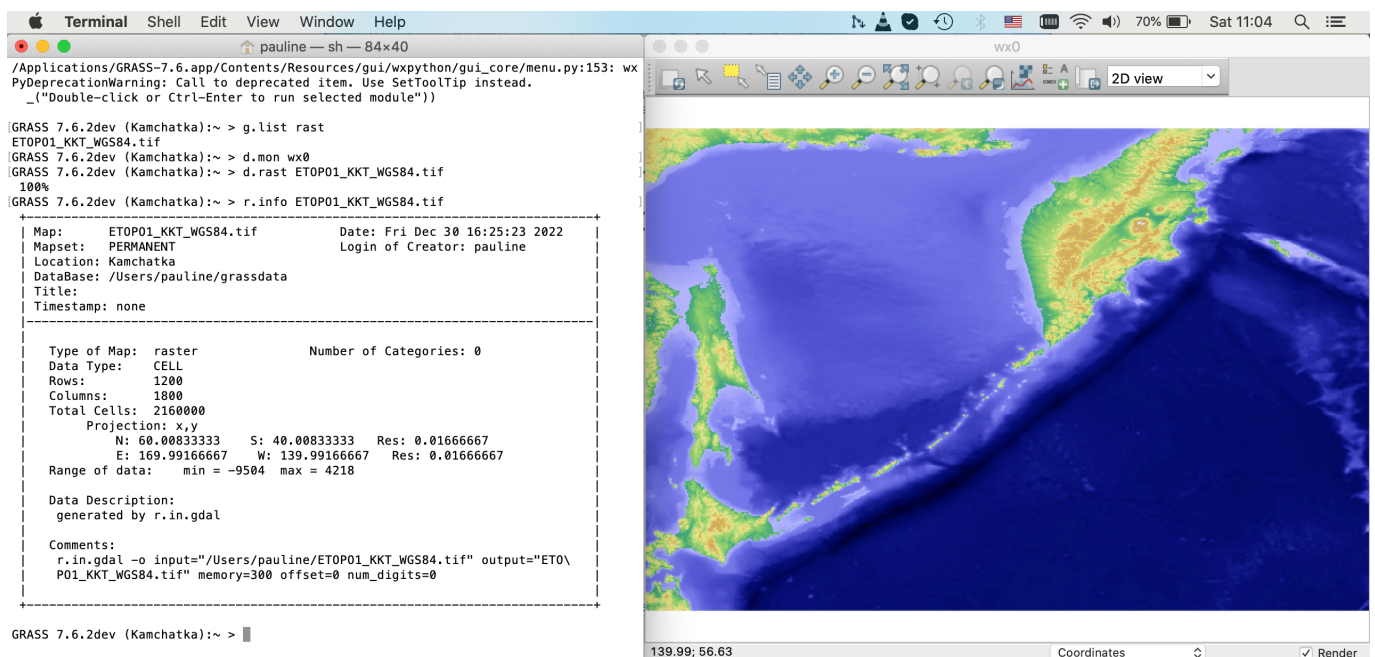 Terminal Shell Edit View Window Help 70% Sat 11:04
pauline — sh — 84×40
/Applications/GRASS-7.6.app/Contents/Resources/gui/wxpython/gui_core/menu.py:153: wx
PyDeprecationWarning: Call to deprecated item. Use SetToolTip instead.
_("Double-click or Ctrl-Enter to run selected module"))
[GRASS 7.6.2dev (Kamchatka):~ > g.list rast ]
ETOPO1_KKT_WGS84.tif
[GRASS 7.6.2dev (Kamchatka):~ > d.mon wx0 ]
[GRASS 7.6.2dev (Kamchatka):~ > d.rast ETOPO1_KKT_WGS84.tif ]
100%
[GRASS 7.6.2dev (Kamchatka):~ > r.info ETOPO1_KKT_WGS84.tif ]
+----------------------------------------------------------------------------+
| Map: ETOPO1_KKT_WGS84.tif Date: Fri Dec 30 16:25:23 2022 |
| Mapset: PERMANENT Login of Creator: pauline |
| Location: Kamchatka |
| DataBase: /Users/pauline/grassdata |
| Title: |
| Timestamp: none |
|----------------------------------------------------------------------------|
| |
| Type of Map: raster Number of Categories: 0 |
| Data Type: CELL |
| Rows: 1200 |
| Columns: 1800 |
| Total Cells: 2160000 |
| Projection: x,y |
| N: 60.00833333 S: 40.00833333 Res: 0.01666667 |
| E: 169.99166667 W: 139.99166667 Res: 0.01666667 |
| Range of data: min = -9504 max = 4218 |
| |
| Data Description: |
| generated by r.in.gdal |
| |
| Comments: |
| r.in.gdal -o input="/Users/pauline/ETOPO1_KKT_WGS84.tif" output="ETO\ |
| PO1_KKT_WGS84.tif" memory=300 offset=0 num_digits=0 |
| |
+----------------------------------------------------------------------------+
GRASS 7.6.2dev (Kamchatka):~ >
wx0
2D view
139.99; 56.63 Coordinates Render